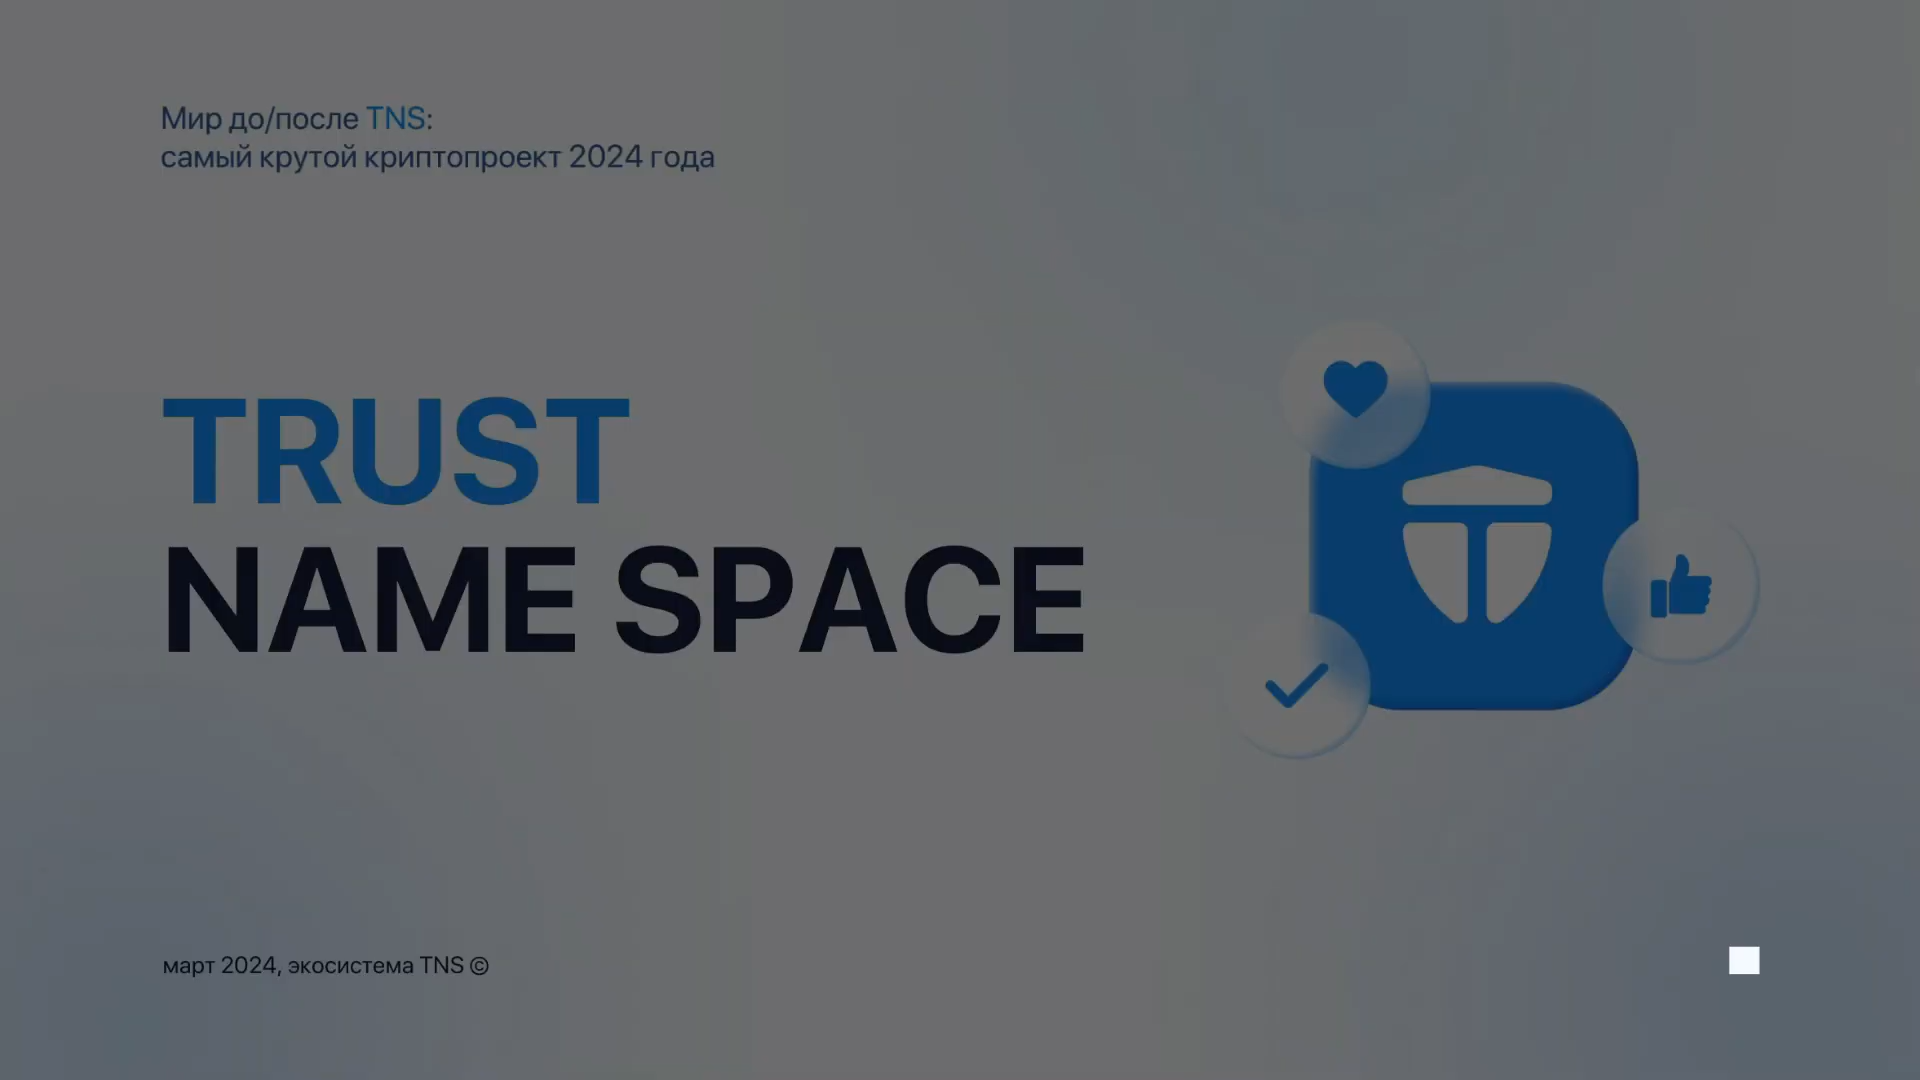 Мир до/после TNS:
самый крутой криптопроект 2024 года
TRUST
NAME SPACE
март 2024, экосистема TNS ©